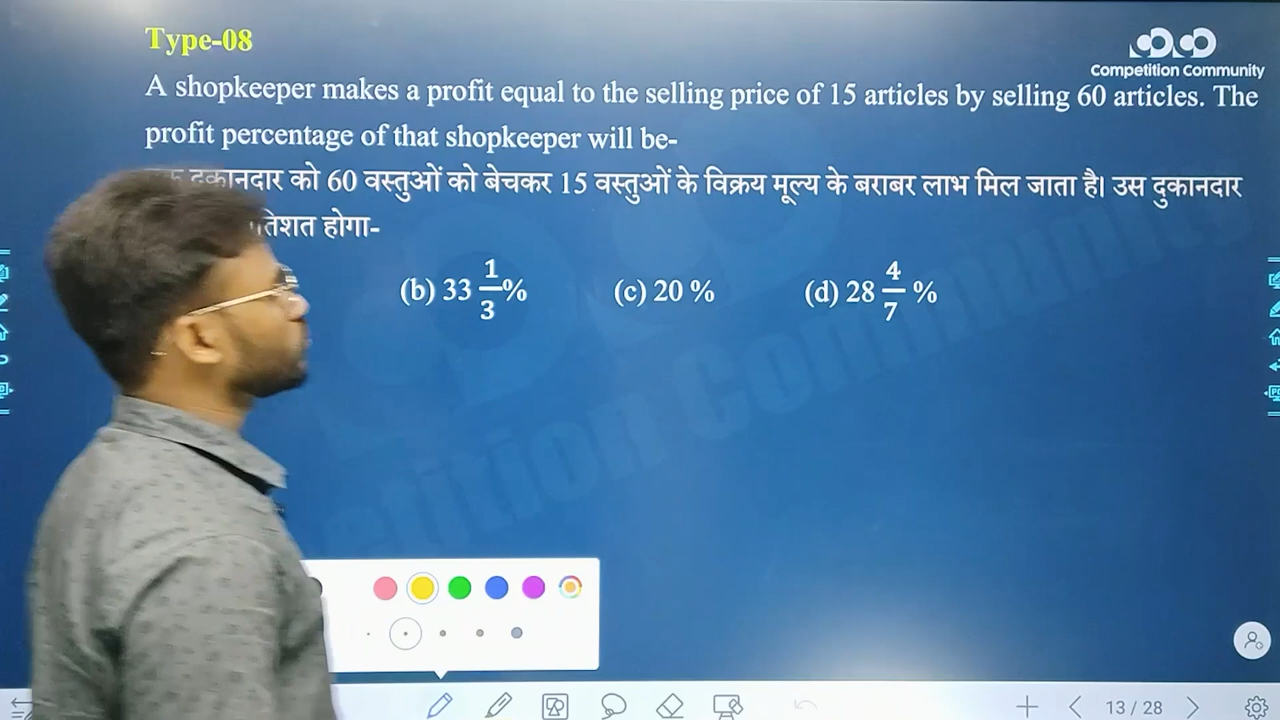 Type-08
Competition Community
A shopkeeper makes a profit equal to the selling price of 15 articles by selling 60 articles. The
profit percentage of that shopkeeper will be-
दुकानदार को 60 वस्तुओं को बेचकर 15 वस्तुओं के विक्रय मूल्य के बराबर लाभ मिल जाता है। उस दुकानदार
होगा-
(b) 33 1/3% (c) 20 % (d) 28 4/7 %
13 / 28